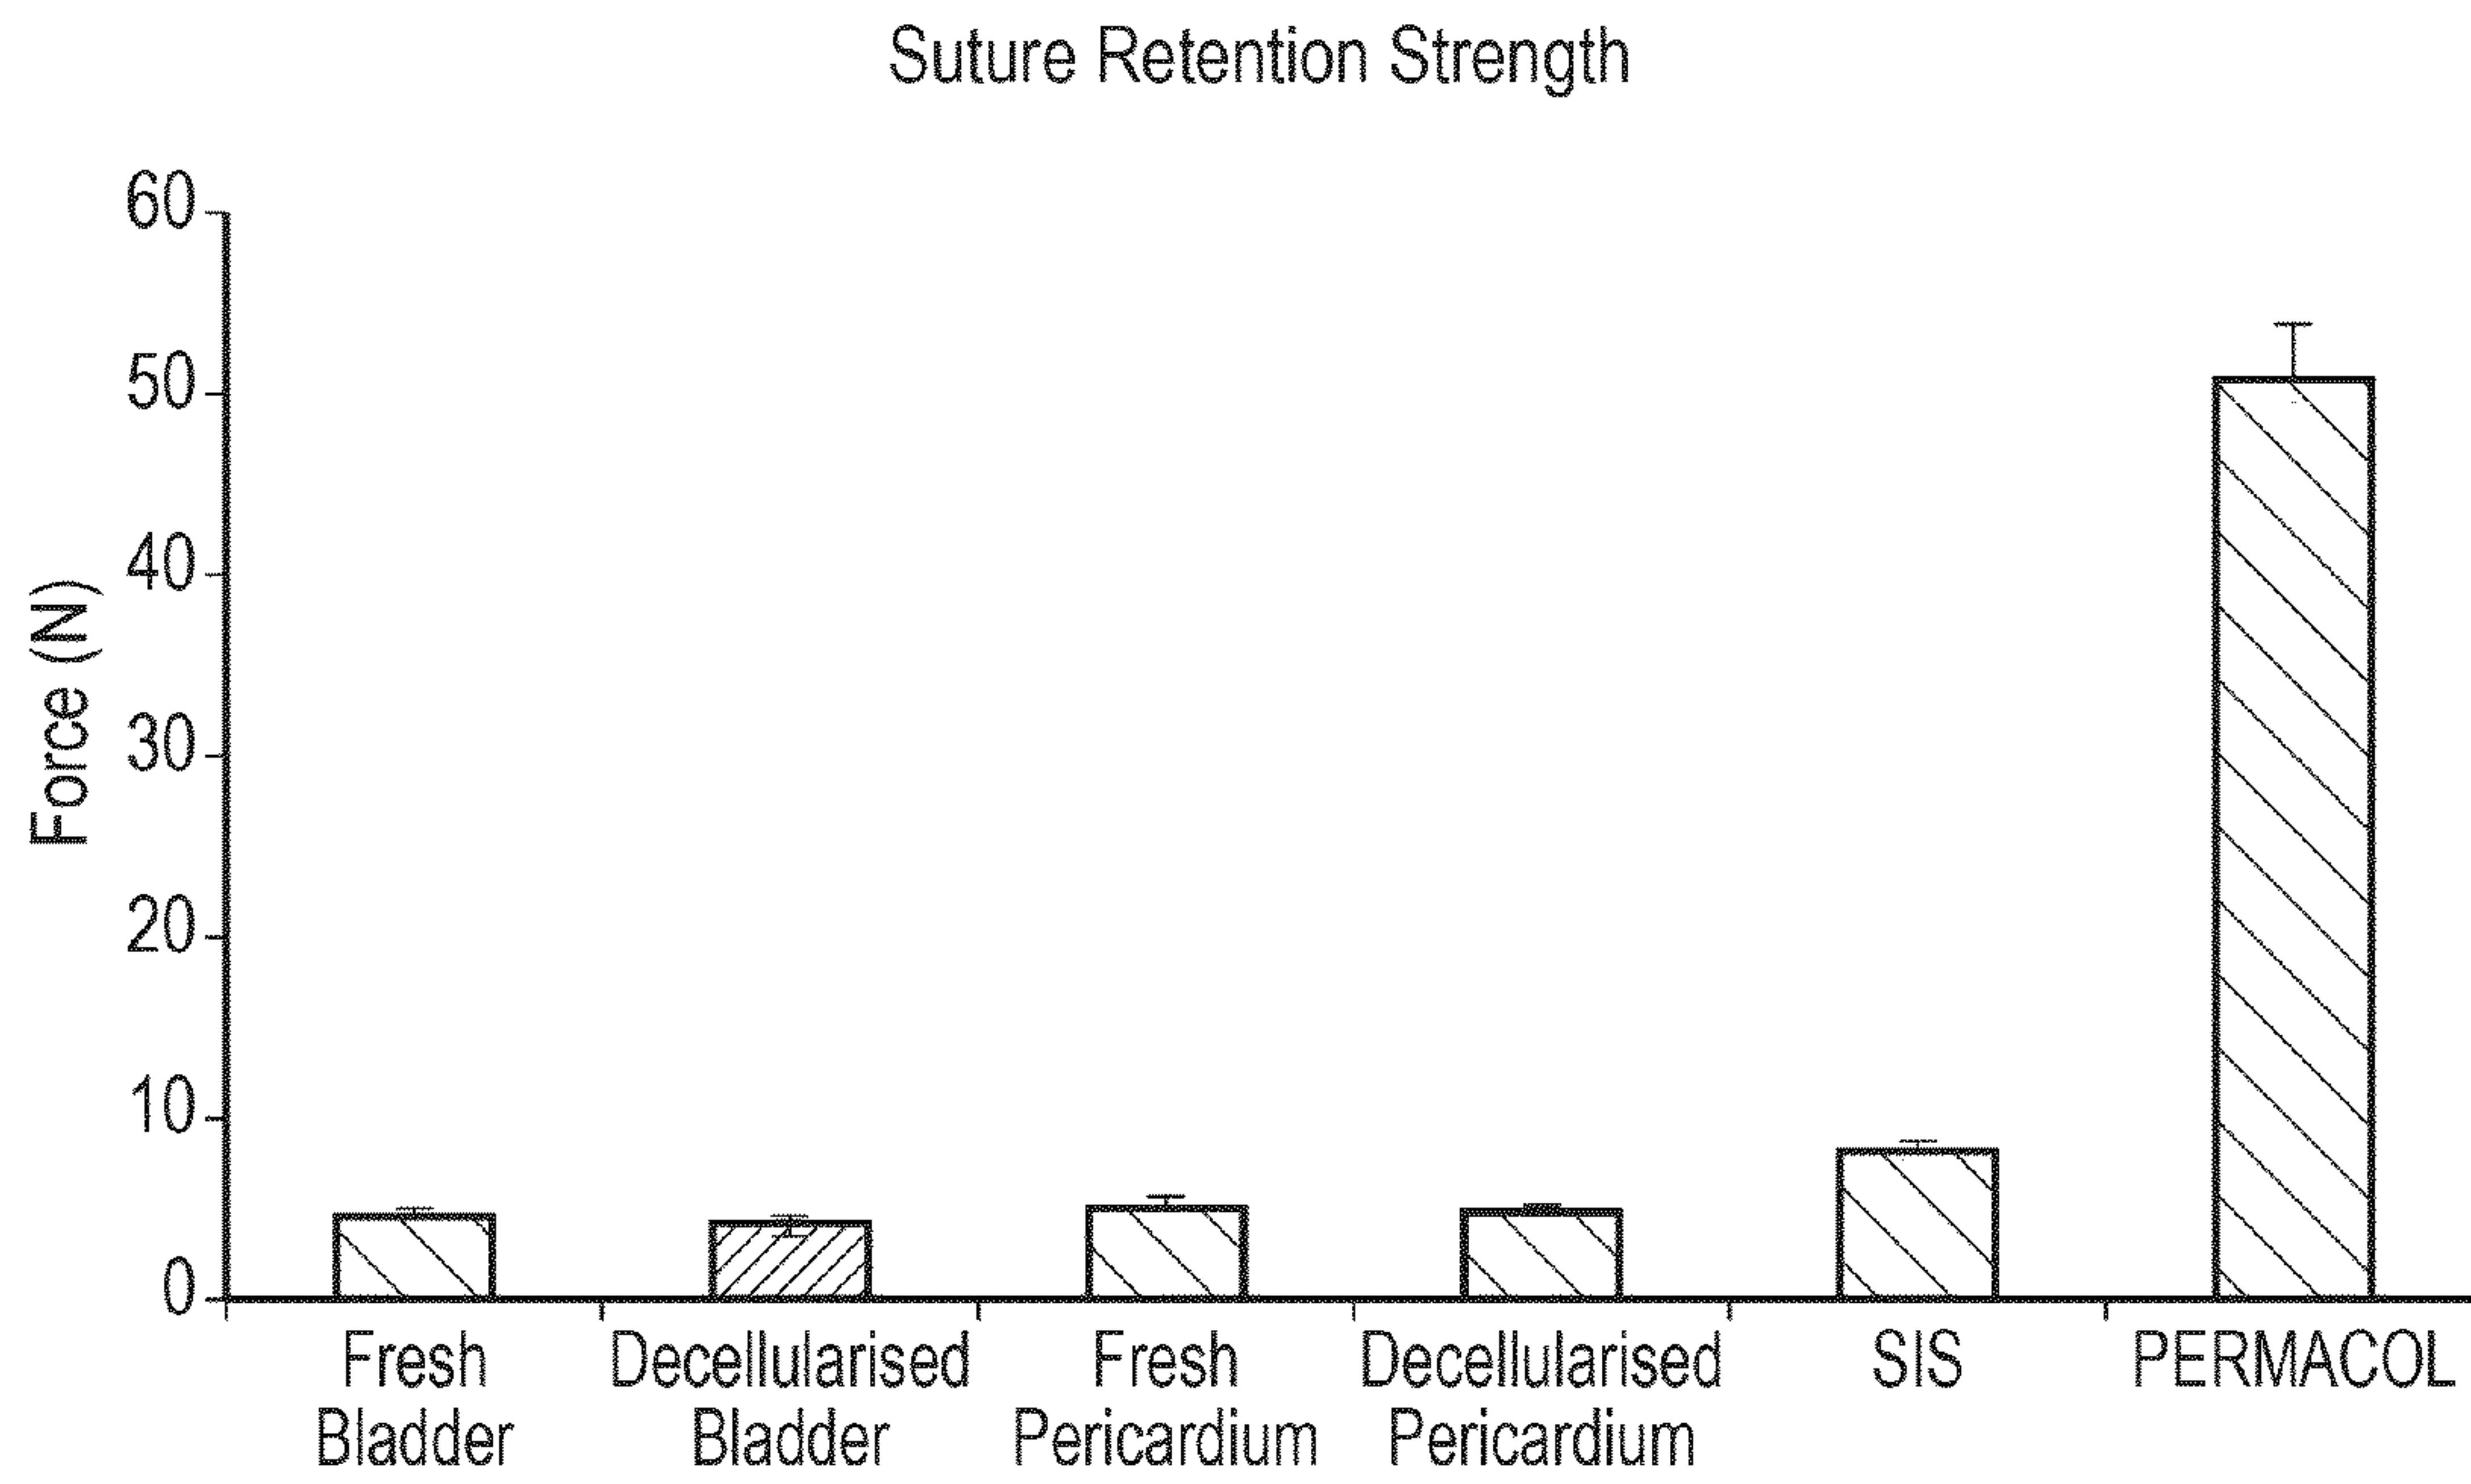 Suture Retention Strength
60
50
40
30
20
10
0
Force (N)
Fresh Bladder
Decellularised Bladder
Fresh Pericardium
Decellularised Pericardium
SIS
PERMACOL